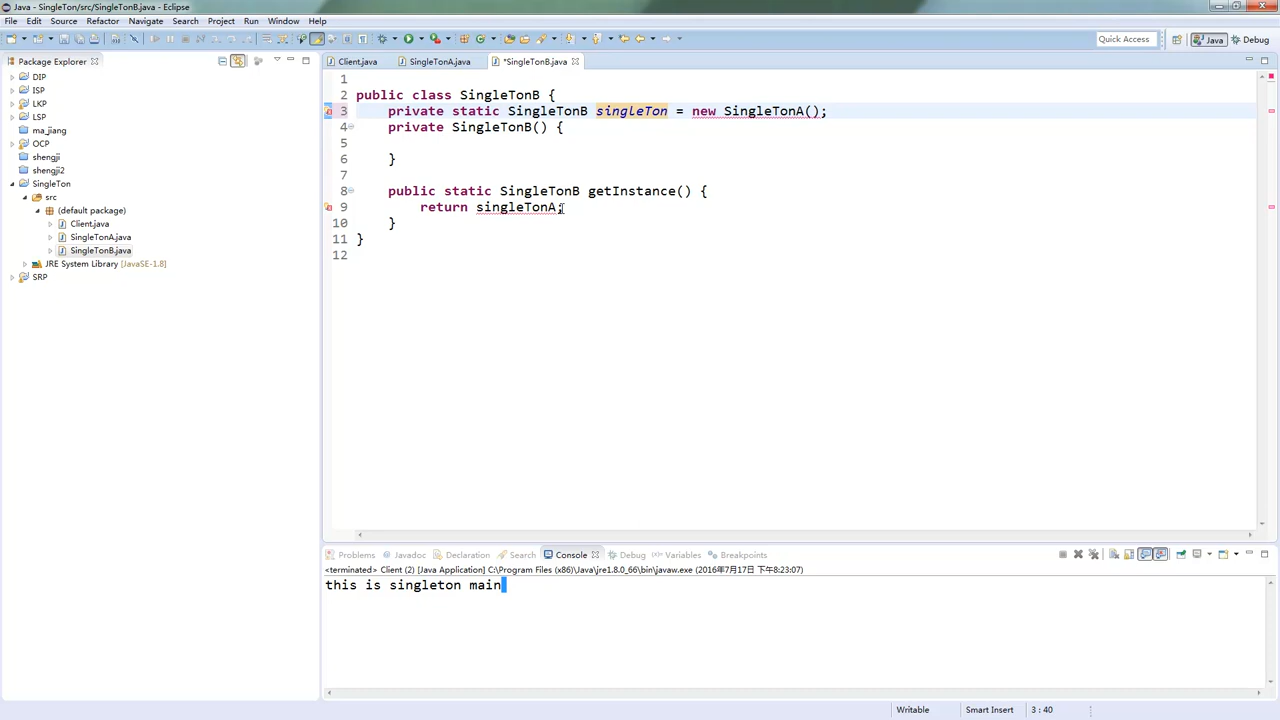 Java - SingleTon/src/SingleTonB.java - Eclipse
File Edit Source Refactor Navigate Search Project Run Window Help
Quick Access Java Debug
Package Explorer
DIP
ISP
LKP
LSP
ma_jiang
OCP
shengji
shengji2
SingleTon
src
(default package)
Client.java
SingleTonA.java
SingleTonB.java
JRE System Library [JavaSE-1.8]
SRP
Client.java SingleTonA.java *SingleTonB.java
1
2 public class SingleTonB {
3 private static SingleTonB singleTon = new SingleTonA();
4 private SingleTonB() {
5
6 }
7
8 public static SingleTonB getInstance() {
9 return singleTonA;
10 }
11 }
12
Problems @ Javadoc Declaration Search Console Debug Variables Breakpoints
<terminated> Client (2) [Java Application] C:\Program Files (x86)\Java\jre1.8.0_66\bin\javaw.exe (2016年7月17日 下午8:23:07)
this is singleton main
Writable Smart Insert 3 : 40